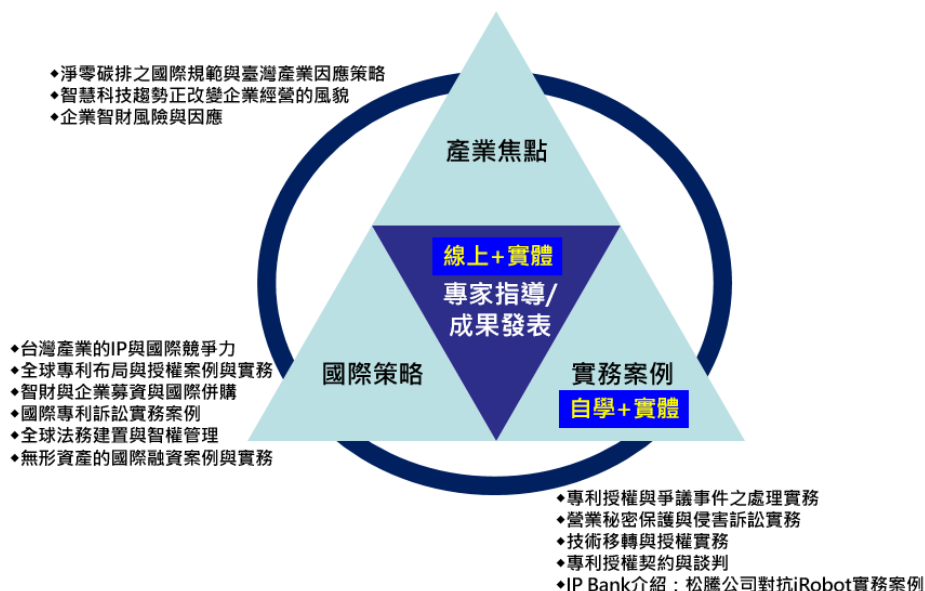 ◆淨零碳排之國際規範與臺灣產業因應策略
◆智慧科技趨勢正改變企業經營的風貌
◆企業智財風險與因應
產業焦點
線上+實體
專家指導/
成果發表
國際策略
實務案例
自學+實體
◆台灣產業的IP與國際競爭力
◆全球專利布局與授權案例與實務
◆智財與企業募資與國際併購
◆國際專利訴訟實務案例
◆全球法務建置與智權管理
◆無形資產的國際融資案例與實務
◆專利授權與爭議事件之處理實務
◆營業秘密保護與侵害訴訟實務
◆技術移轉與授權實務
◆專利授權契約與談判
◆IP Bank介紹：松騰公司對抗iRobot實務案例